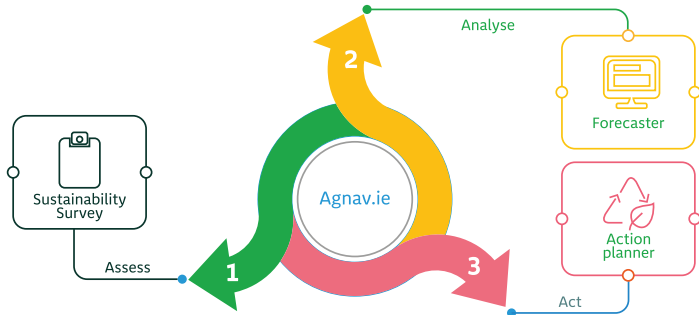 Analyse
2
Forecaster
Sustainability
Survey
Agnav.ie
Action
planner
Assess
1
3
Act